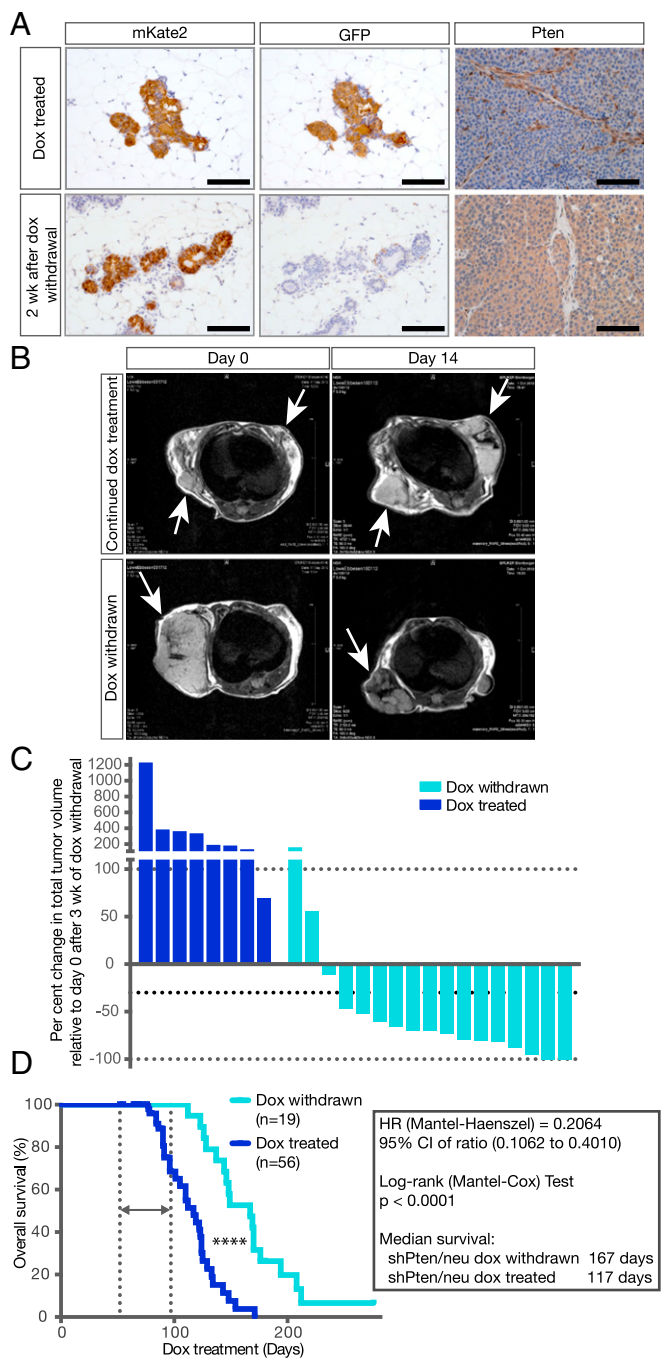 A
mKate2
GFP
Pten
Dox treated
2 wk after dox
withdrawal
B
Day 0
Day 14
Continued dox treatment
Dox withdrawn
C
Per cent change in total tumor volume
relative to day 0 after 3 wk of dox withdrawal
1200
1000
800
600
400
200
100
50
0
-50
-100
Dox withdrawn
Dox treated
D
Overall survival (%)
100
80
60
40
20
0
0
100
200
Dox treatment (Days)
Dox withdrawn
(n=19)
Dox treated
(n=56)
****
HR (Mantel-Haenszel) = 0.2064
95% CI of ratio (0.1062 to 0.4010)
Log-rank (Mantel-Cox) Test
p < 0.0001
Median survival:
shPten/neu dox withdrawn 167 days
shPten/neu dox treated 117 days